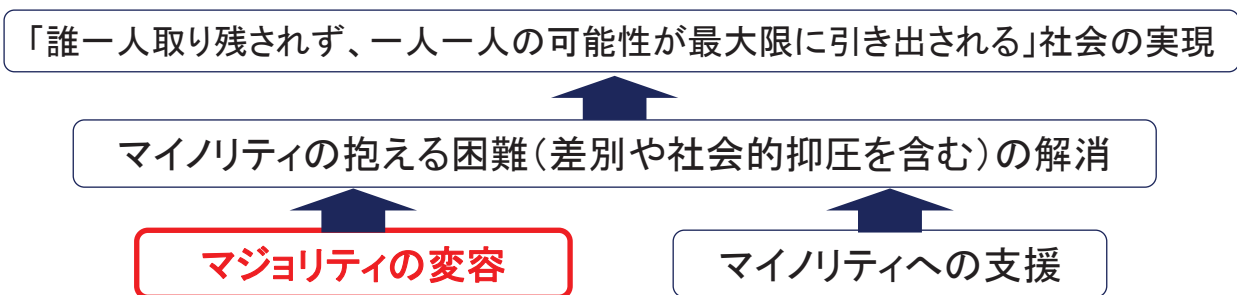 「誰一人取り残されず、一人一人の可能性が最大限に引き出される」社会の実現
マイノリティの抱える困難（差別や社会的抑圧を含む）の解消
マジョリティの変容
マイノリティへの支援